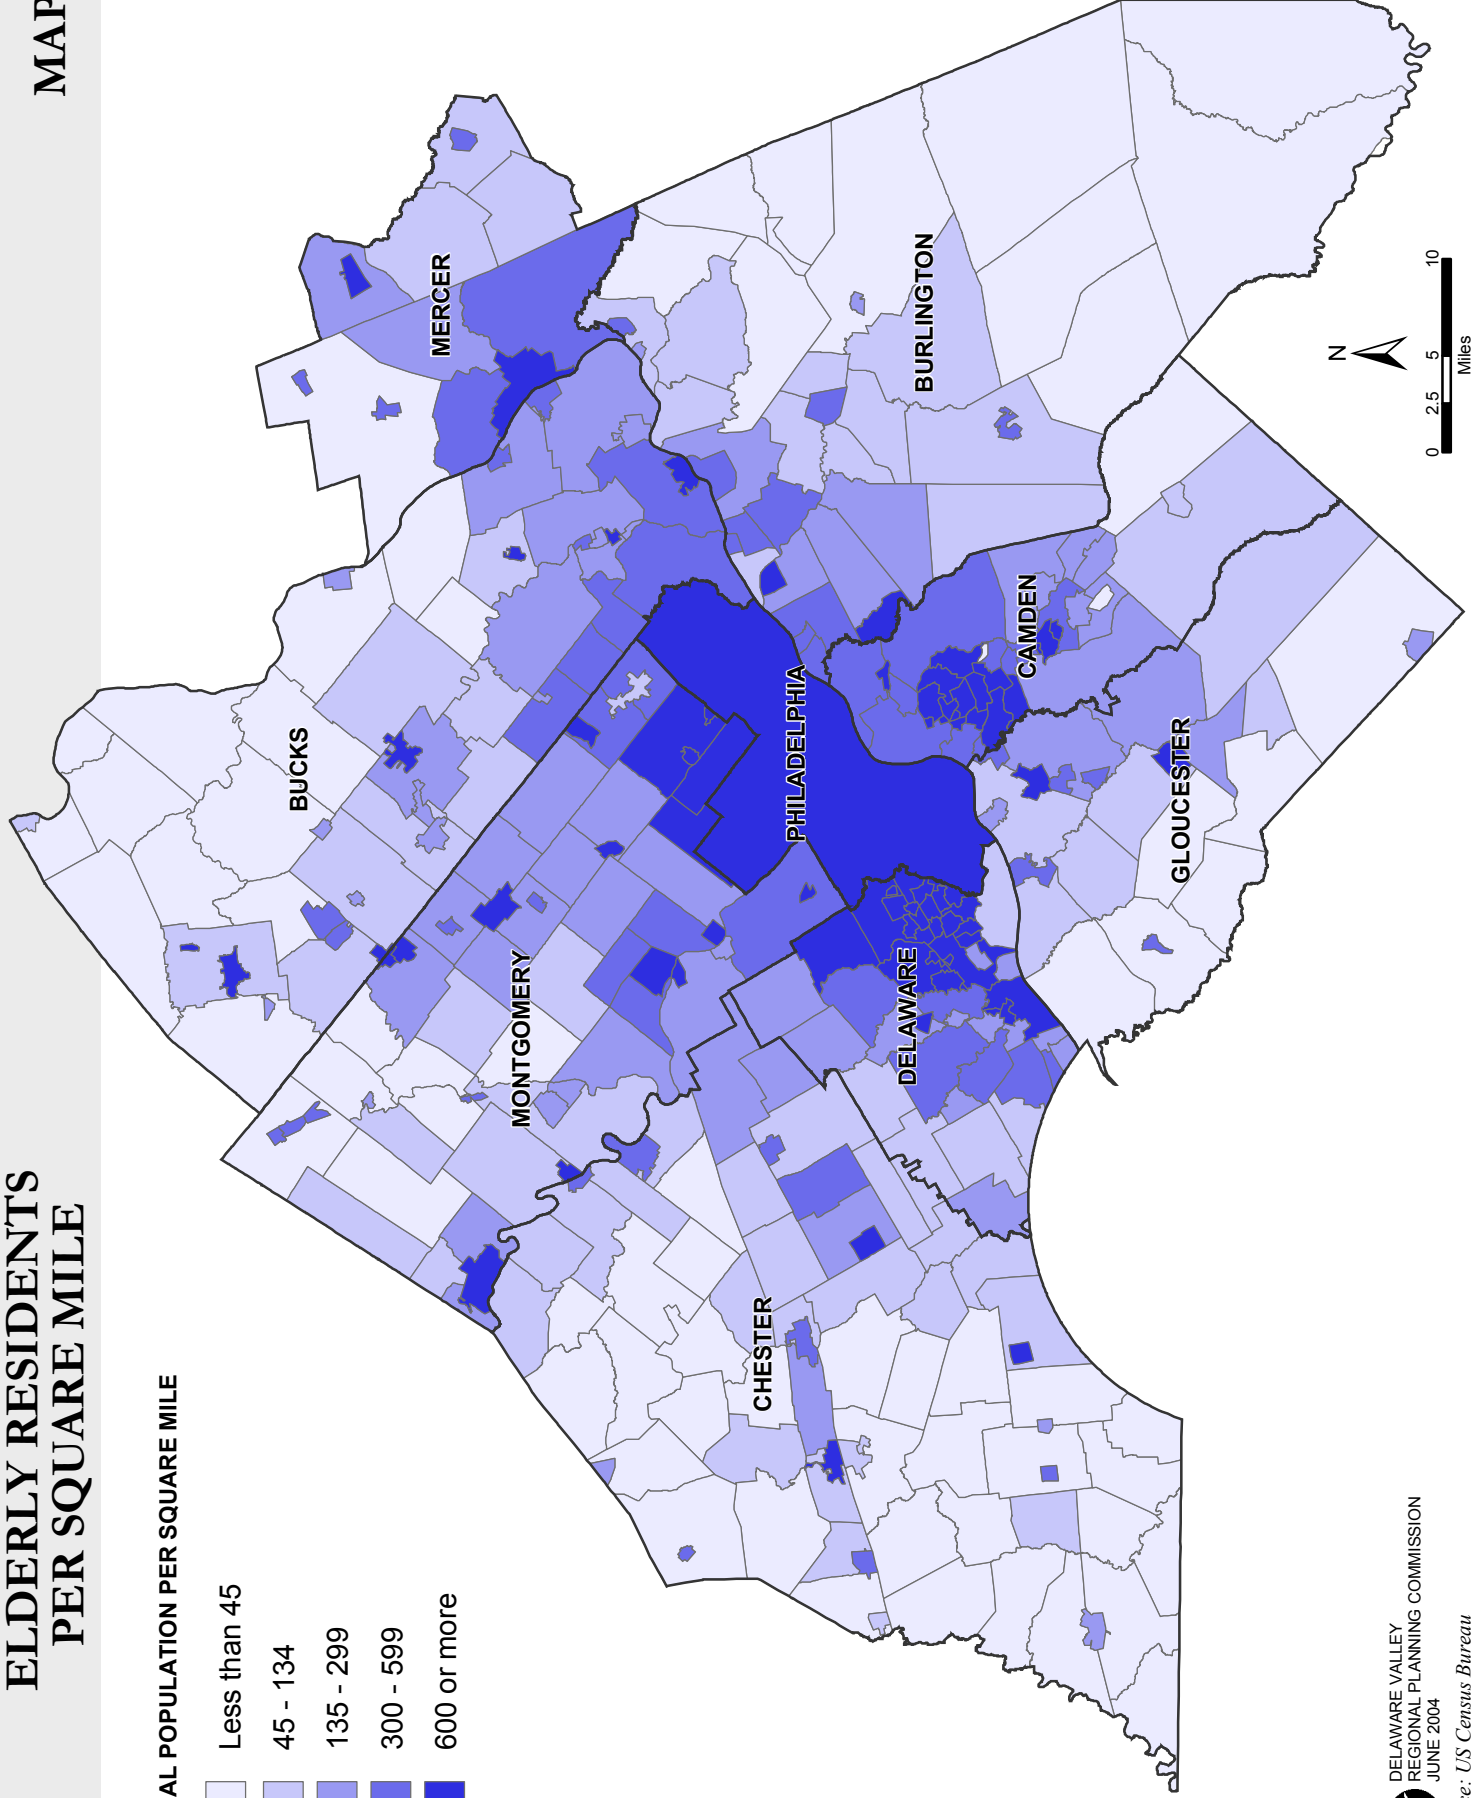 ELDERLY RESIDENTS
PER SQUARE MILE
MAP
AL POPULATION PER SQUARE MILE
Less than 45
45 - 134
135 - 299
300 - 599
600 or more
BUCKS
MERCER
MONTGOMERY
CHESTER
PHILADELPHIA
DELAWARE
BURLINGTON
CAMDEN
GLOUCESTER
N
0 2.5 5 10
Miles
DELAWARE VALLEY
REGIONAL PLANNING COMMISSION
JUNE 2004
e: US Census Bureau